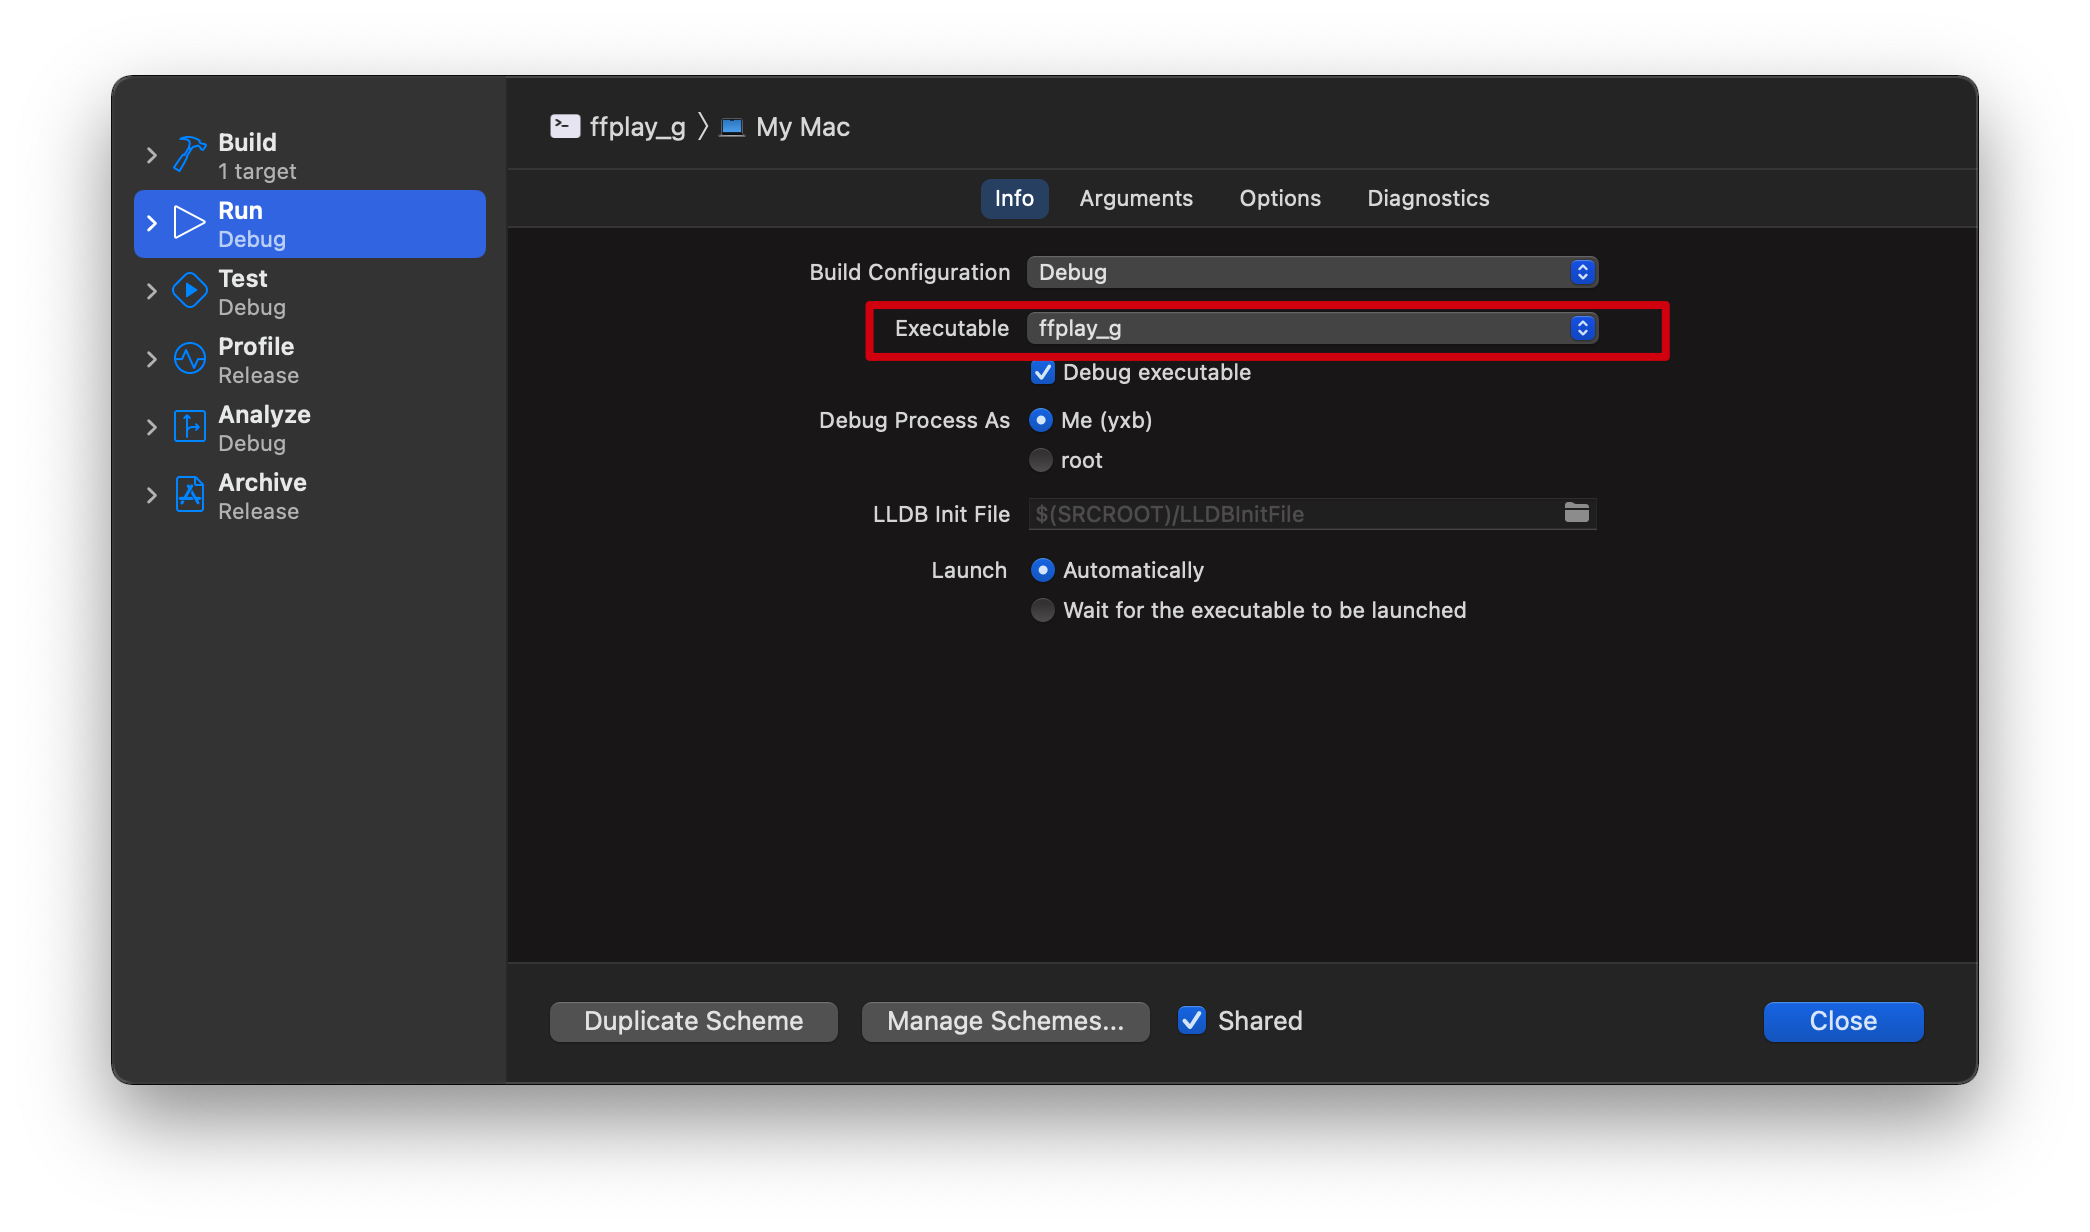 Build
1 target
Run
Debug
Test
Debug
Profile
Release
Analyze
Debug
Archive
Release
ffplay_g 〉 My Mac
Info Arguments Options Diagnostics
Build Configuration Debug
Executable ffplay_g
Debug executable
Debug Process As Me (yxb)
root
LLDB Init File $(SRCROOT)/LLDBInitFile
Launch Automatically
Wait for the executable to be launched
Duplicate Scheme Manage Schemes... Shared Close